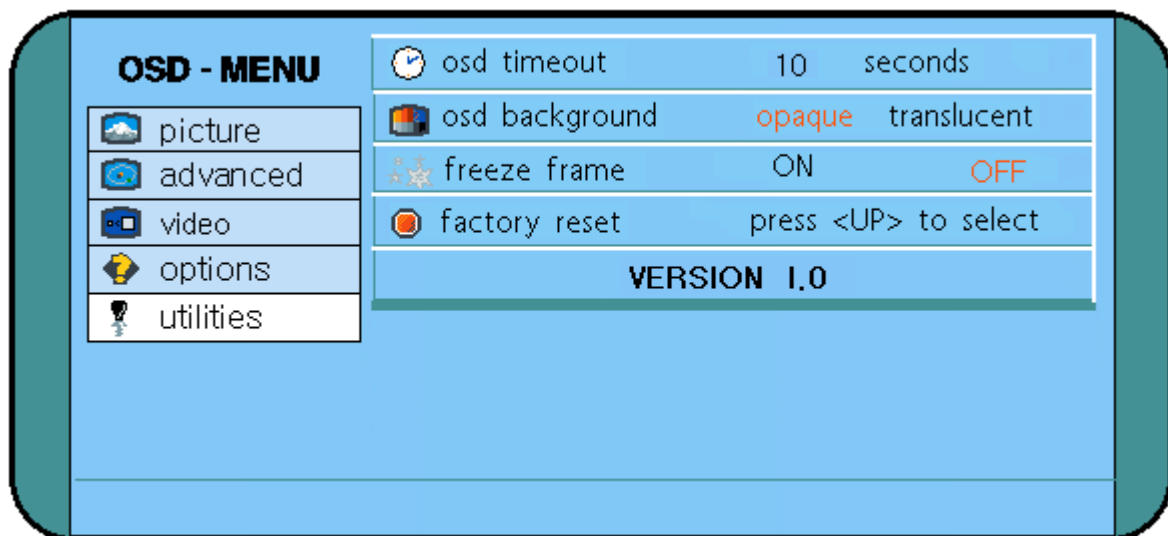 OSD - MENU
picture
advanced
video
options
utilities
osd timeout 10 seconds
osd background opaque translucent
freeze frame ON OFF
factory reset press <UP> to select
VERSION 1.0